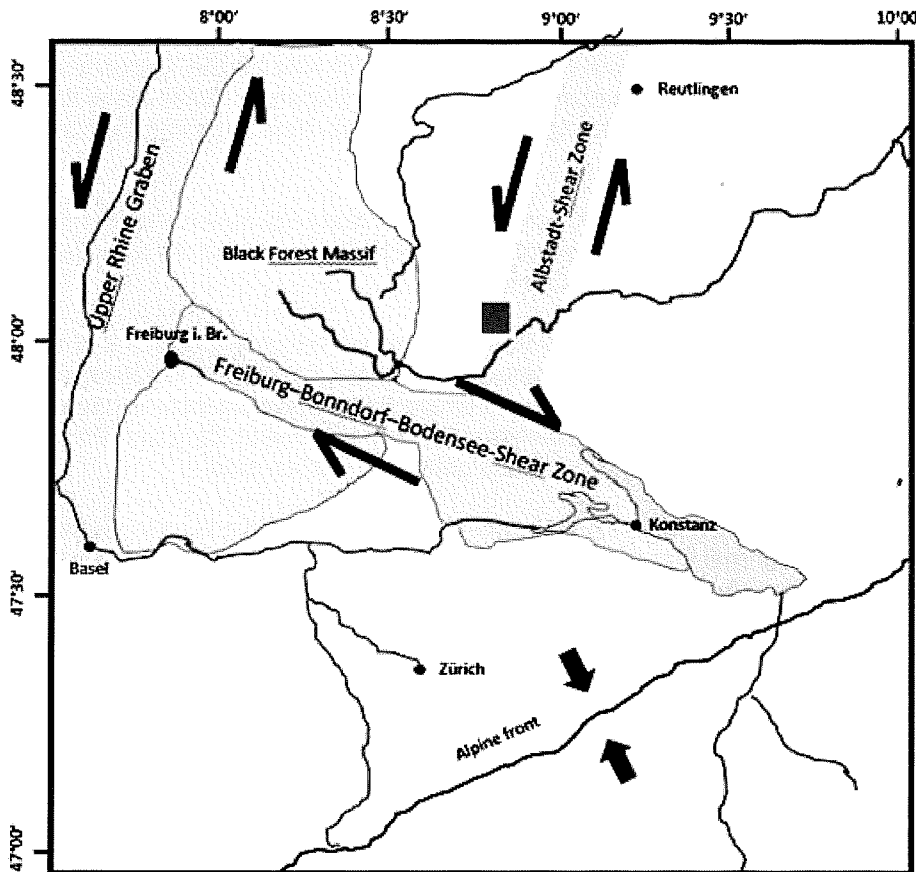 8°00'
8°30'
9°00'
9°30'
10°00'
48°30'
48°00'
47°30'
47°00'
Reutlingen
Upper Rhine Graben
Albstadt-Shear Zone
Black Forest Massif
Freiburg i. Br.
Freiburg–Bonndorf–Bodensee-Shear Zone
Konstanz
Basel
Zürich
Alpine front